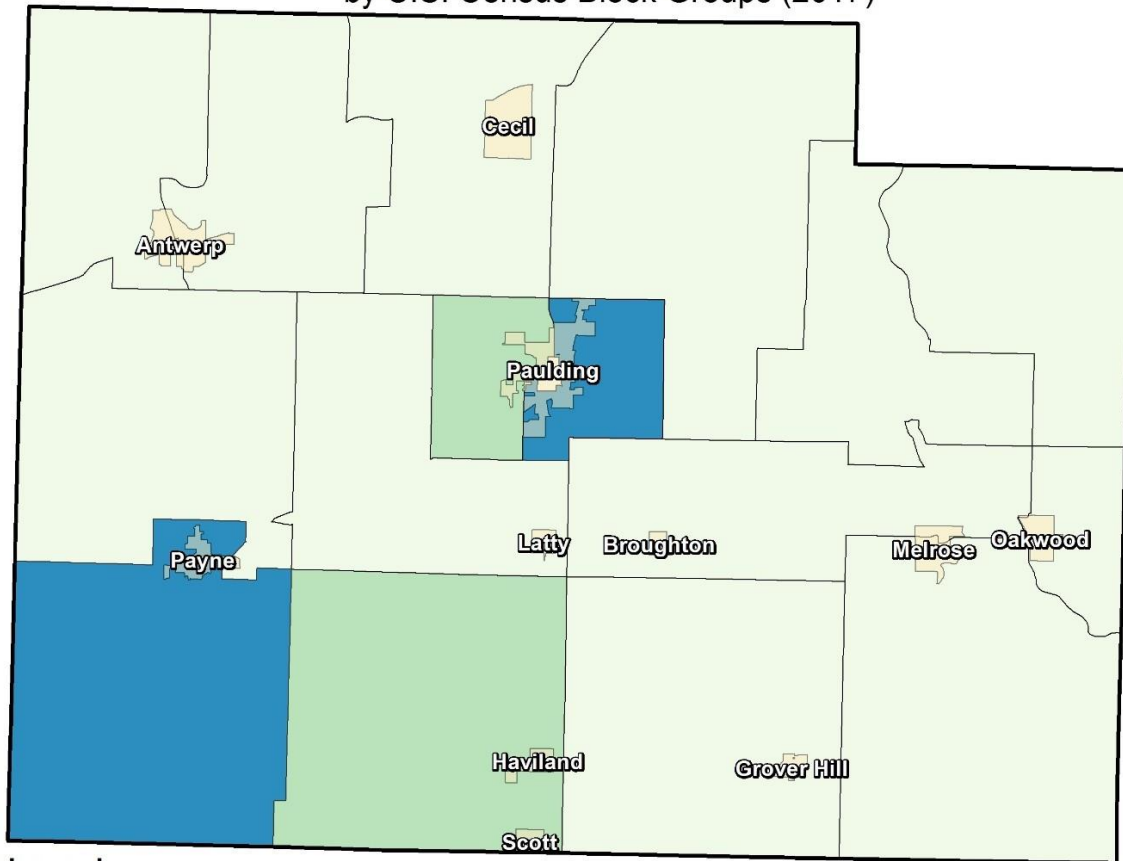 by U.S. Census Block Groups (2017)
Cecil
Antwerp
Paulding
Latty
Broughton
Melrose
Oakwood
Payne
Haviland
Grover Hill
Scott